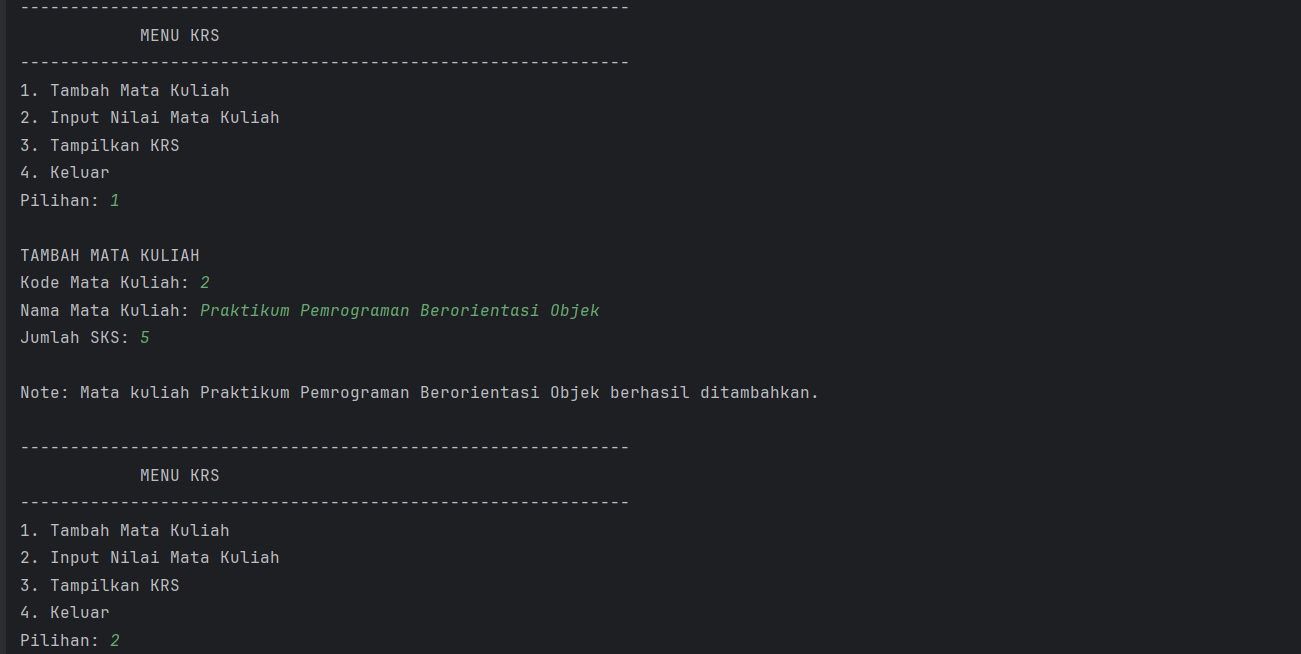 -------------------------------------------------------------
MENU KRS
-------------------------------------------------------------
1. Tambah Mata Kuliah
2. Input Nilai Mata Kuliah
3. Tampilkan KRS
4. Keluar
Pilihan: 1
TAMBAH MATA KULIAH
Kode Mata Kuliah: 2
Nama Mata Kuliah: Praktikum Pemrograman Berorientasi Objek
Jumlah SKS: 5
Note: Mata kuliah Praktikum Pemrograman Berorientasi Objek berhasil ditambahkan.
-------------------------------------------------------------
MENU KRS
-------------------------------------------------------------
1. Tambah Mata Kuliah
2. Input Nilai Mata Kuliah
3. Tampilkan KRS
4. Keluar
Pilihan: 2